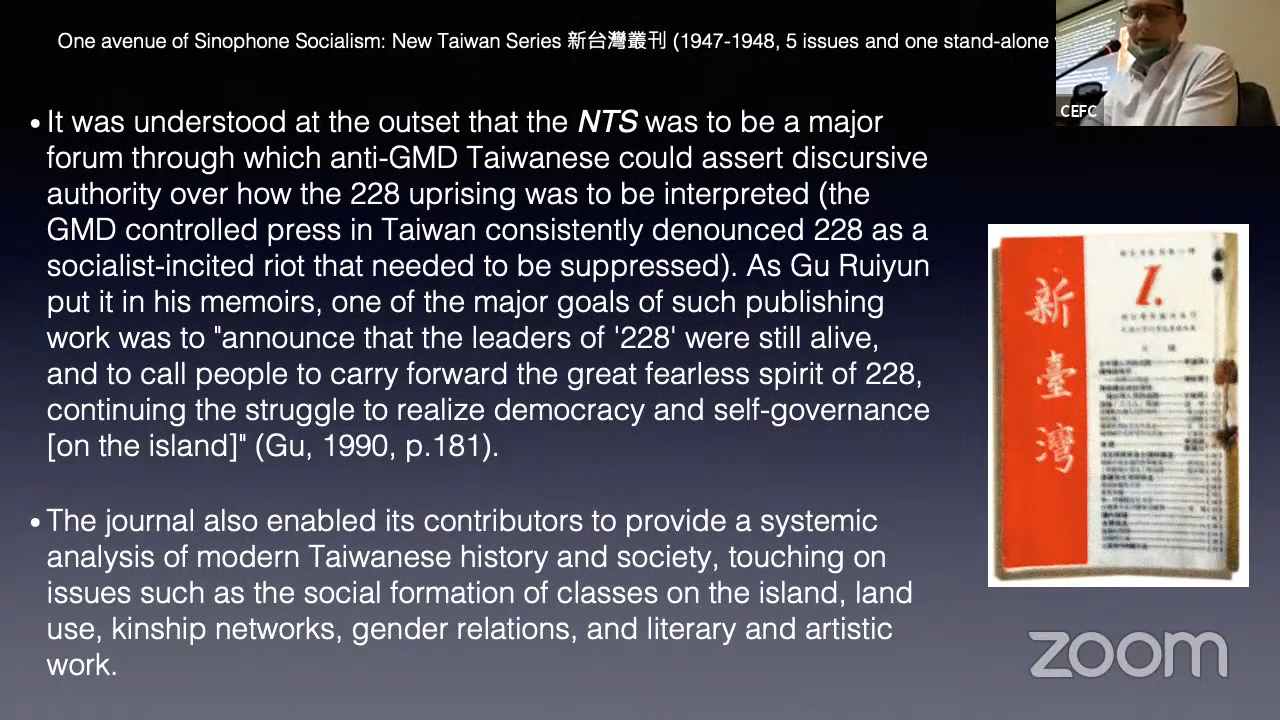 One avenue of Sinophone Socialism: New Taiwan Series 新台灣叢刊 (1947-1948, 5 issues and one stand-alone
CEFC
• It was understood at the outset that the NTS was to be a major
forum through which anti-GMD Taiwanese could assert discursive
authority over how the 228 uprising was to be interpreted (the
GMD controlled press in Taiwan consistently denounced 228 as a
socialist-incited riot that needed to be suppressed). As Gu Ruiyun
put it in his memoirs, one of the major goals of such publishing
work was to "announce that the leaders of '228' were still alive,
and to call people to carry forward the great fearless spirit of 228,
continuing the struggle to realize democracy and self-governance
[on the island]" (Gu, 1990, p.181).
• The journal also enabled its contributors to provide a systemic
analysis of modern Taiwanese history and society, touching on
issues such as the social formation of classes on the island, land
use, kinship networks, gender relations, and literary and artistic
work.
新臺灣
1.
zoom